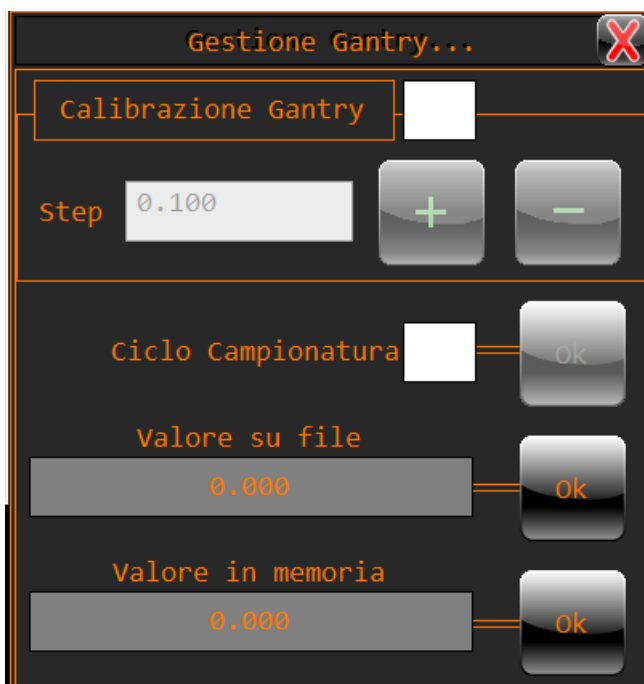 Gestione Gantry...
Calibrazione Gantry
Step 0.100 + −
Ciclo Campionatura Ok
Valore su file
0.000 Ok
Valore in memoria
0.000 Ok